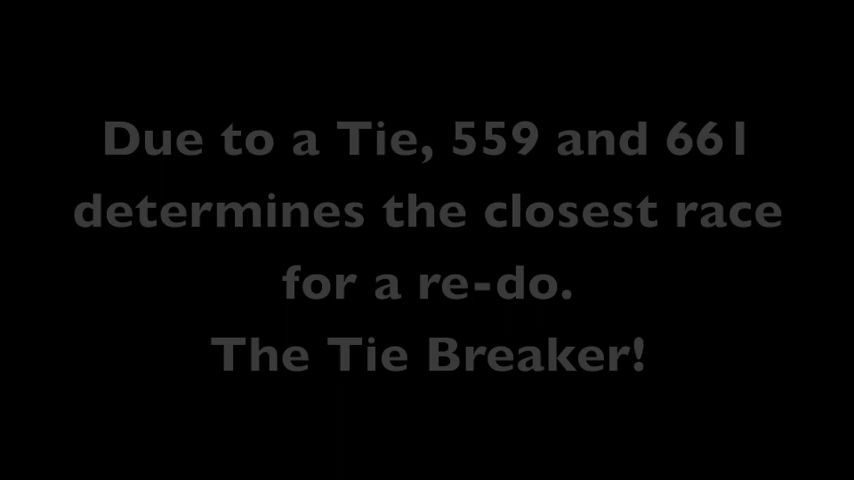 Due to a Tie, 559 and 661
determines the closest race
for a re-do.
The Tie Breaker!